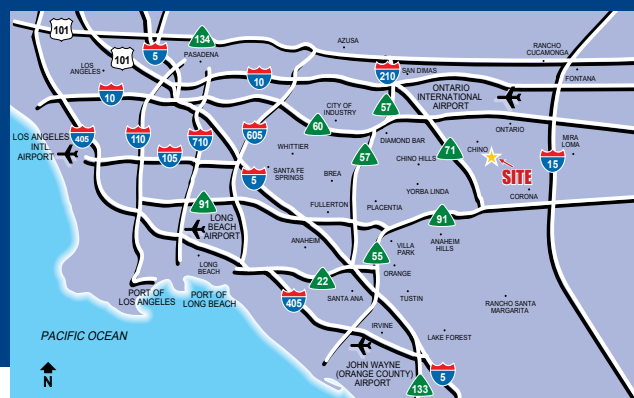 101
134
5
101
PASADENA
AZUSA
RANCHO
CUCAMONGA
LOS
ANGELES
10
210
SAN DIMAS
FONTANA
10
ONTARIO
INTERNATIONAL
AIRPORT
57
CITY OF
INDUSTRY
60
ONTARIO
LOS ANGELES
INTL.
AIRPORT
405
110
710
605
DIAMOND BAR
71
CHINO
MIRA
LOMA
WHITTIER
105
57
CHINO HILLS
15
SANTA FE
SPRINGS
5
BREA
SITE
YORBA LINDA
CORONA
91
FULLERTON
PLACENTIA
91
LONG
BEACH
AIRPORT
ANAHEIM
VILLA
PARK
ANAHEIM
HILLS
55
LONG
BEACH
ORANGE
22
PORT OF
LOS ANGELES
PORT OF
LONG BEACH
405
SANTA ANA
TUSTIN
RANCHO SANTA
MARGARITA
IRVINE
PACIFIC OCEAN
LAKE FOREST
JOHN WAYNE
(ORANGE COUNTY)
AIRPORT
5
133
N